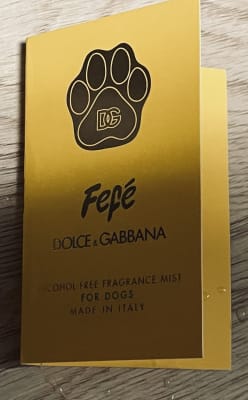 DG
Fefé
DOLCE & GABBANA
ALCOHOL FREE FRAGRANCE MIST
FOR DOGS
MADE IN ITALY